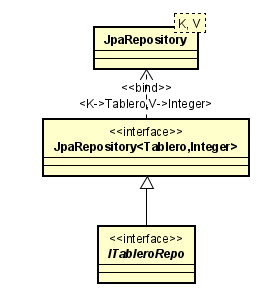 K, V
JpaRepository
<<bind>>
<K->Tablero,V->Integer>
<<interface>>
JpaRepository<Tablero,Integer>
<<interface>>
ITableroRepo